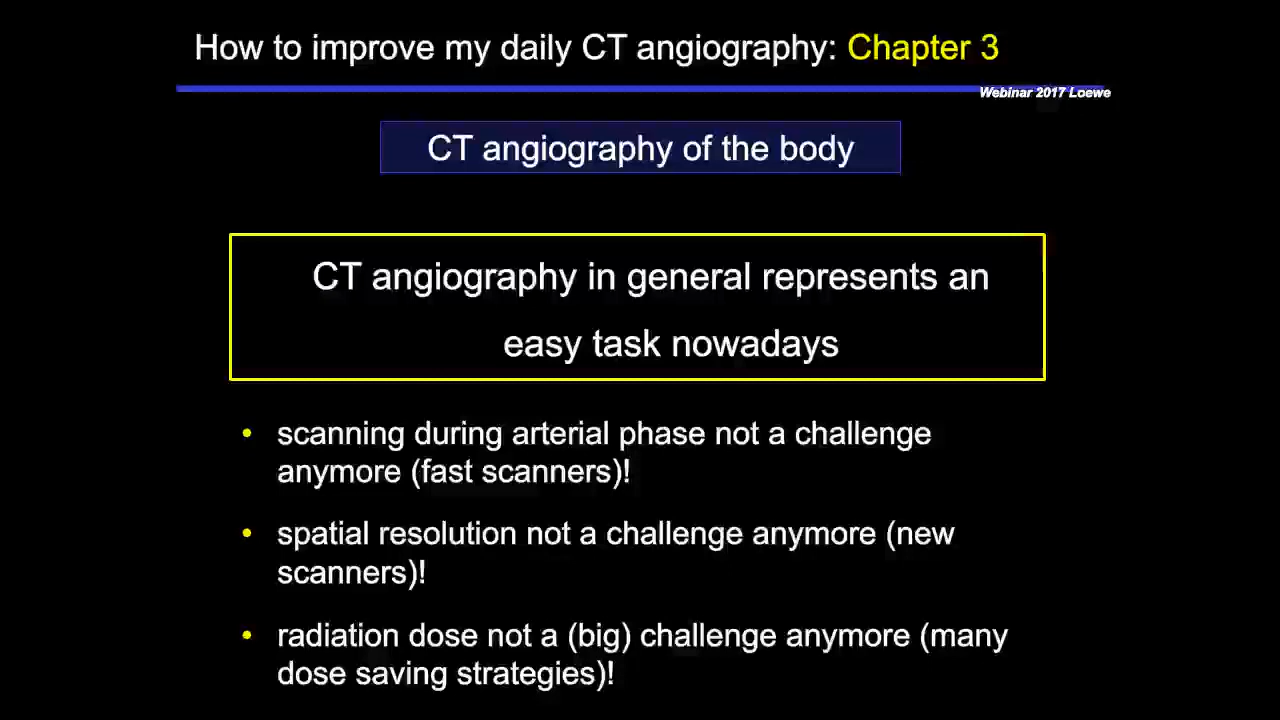 How to improve my daily CT angiography: Chapter 3
Webinar 2017 Loewe
CT angiography of the body
CT angiography in general represents an
easy task nowadays
• scanning during arterial phase not a challenge
anymore (fast scanners)!
• spatial resolution not a challenge anymore (new
scanners)!
• radiation dose not a (big) challenge anymore (many
dose saving strategies)!